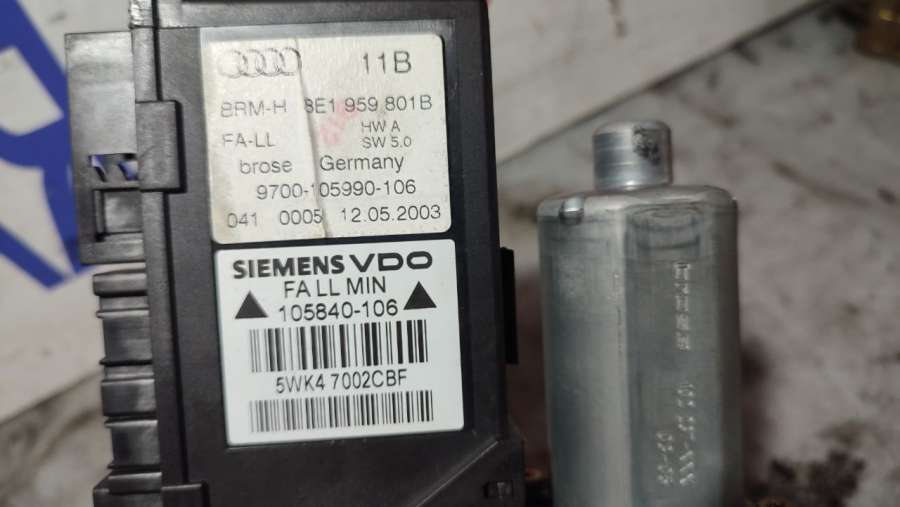 11B
8RM-H 8E1 959 801B
FA-LL HW A
SW 5.0
brose Germany
9700-105990-106
041 0005 12.05.2003
SIEMENS VDO
FA LL MIN
105840-106
5WK4 7002CBF